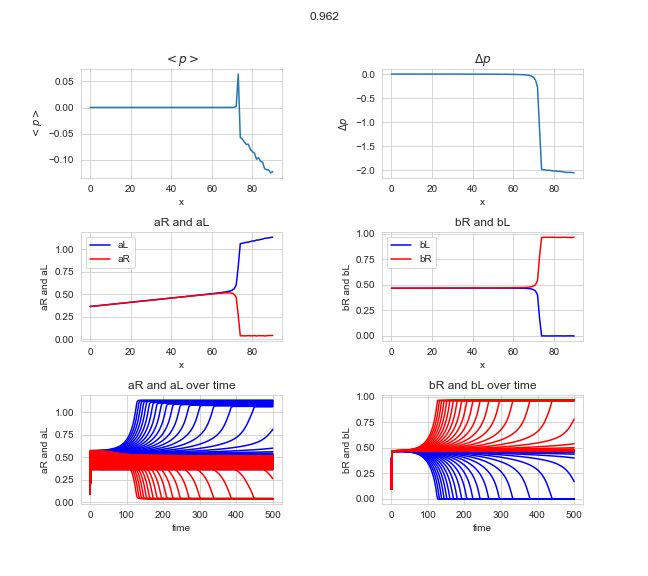 0.962
< p >
Δp
0.05
0.00
−0.05
−0.10
< p >
0 20 40 60 80
x
0.0
−0.5
−1.0
−1.5
−2.0
Δp
0 20 40 60 80
x
aR and aL
bR and bL
1.00
0.75
0.50
0.25
0.00
aR and aL
aL
aR
0 20 40 60 80
x
1.00
0.75
0.50
0.25
0.00
bR and bL
bL
bR
0 20 40 60 80
x
aR and aL over time
bR and bL over time
1.00
0.75
0.50
0.25
0.00
aR and aL
0 100 200 300 400 500
time
1.00
0.75
0.50
0.25
0.00
bR and bL
0 100 200 300 400 500
time